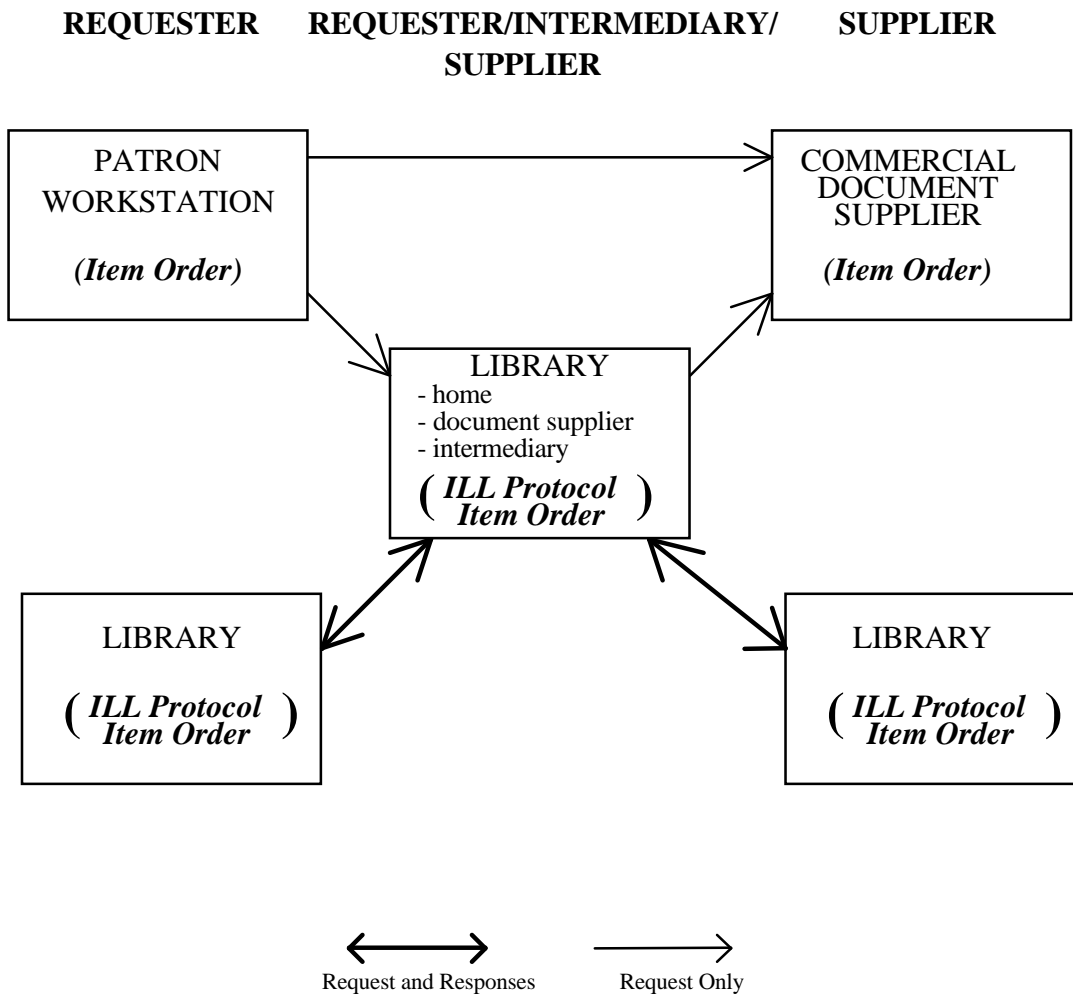 REQUESTER REQUESTER/INTERMEDIARY/ SUPPLIER
SUPPLIER
PATRON
WORKSTATION
(Item Order)
COMMERCIAL
DOCUMENT
SUPPLIER
(Item Order)
LIBRARY
- home
- document supplier
- intermediary
( ILL Protocol
Item Order )
LIBRARY
( ILL Protocol
Item Order )
LIBRARY
( ILL Protocol
Item Order )
Request and Responses
Request Only